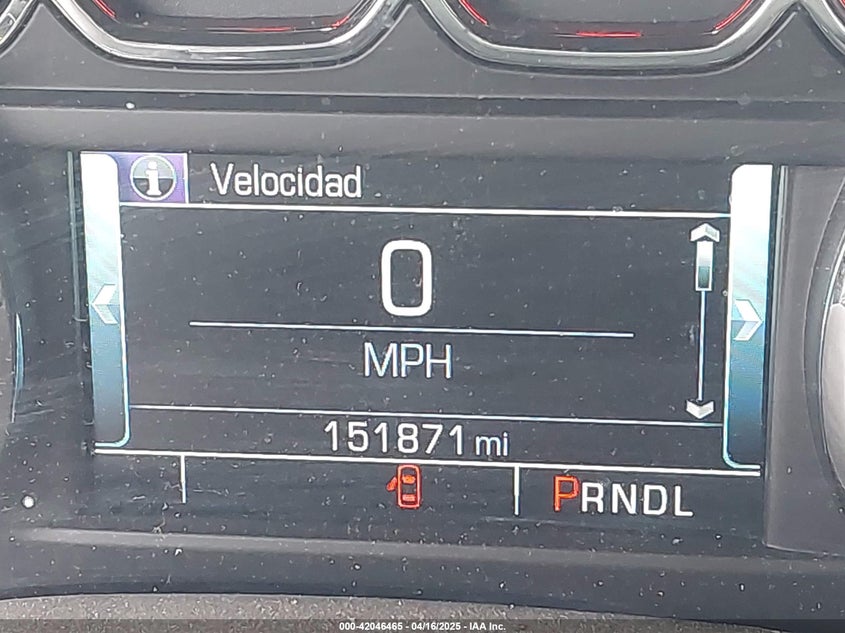 Velocidad
0
MPH
151871 mi
PRNDL
000-42046465 - 04/16/2025 - IAA Inc.